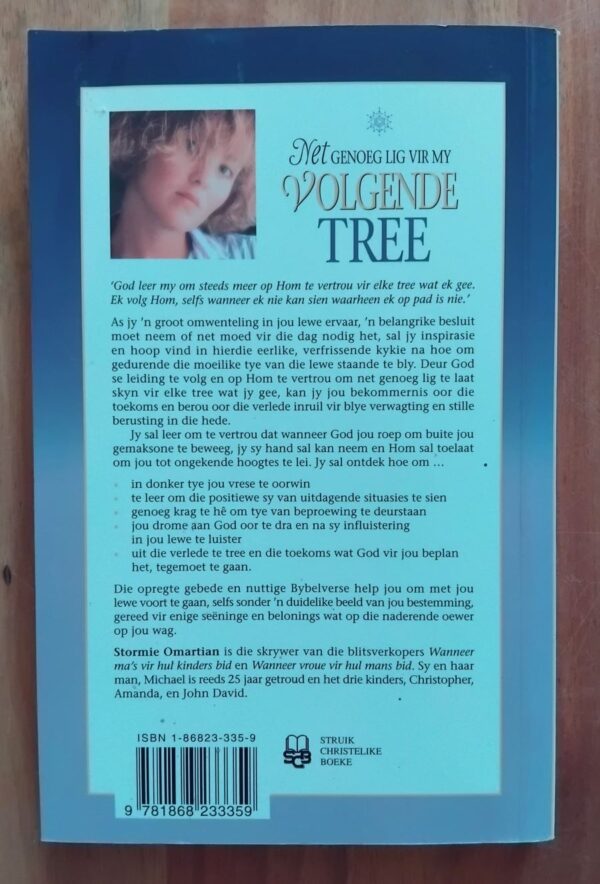 Net GENOEG LIG VIR MY
VOLGENDE
TREE
'God leer my om steeds meer op Hom te vertrou vir elke tree wat ek gee.
Ek volg Hom, selfs wanneer ek nie kan sien waarheen ek op pad is nie.'
As jy 'n groot omwenteling in jou lewe ervaar, 'n belangrike besluit
moet neem of net moed vir die dag nodig het, sal jy inspirasie
en hoop vind in hierdie eerlike, verfrissende kykie na hoe om
gedurende die moeilike tye van die lewe staande te bly. Deur God
se leiding te volg en op Hom te vertrou om net genoeg lig te laat
skyn vir elke tree wat jy gee, kan jy jou bekommernis oor die
toekoms en berou oor die verlede inruil vir blye verwagting en stille
berusting in die hede.
Jy sal leer om te vertrou dat wanneer God jou roep om buite jou
gemaksone te beweeg, jy sy hand sal kan neem en Hom sal toelaat
om jou tot ongekende hoogtes te lei. Jy sal ontdek hoe om ...
• in donker tye jou vrese te oorwin
• te leer om die positiewe sy van uitdagende situasies te sien
• genoeg krag te hê om tye van beproewing te deurstaan
• jou drome aan God oor te dra en na sy influistering
in jou lewe te luister
• uit die verlede te tree en die toekoms wat God vir jou beplan
het, tegemoet te gaan.
Die opregte gebede en nuttige Bybelverse help jou om met jou
lewe voort te gaan, selfs sonder 'n duidelike beeld van jou bestemming,
gereed vir enige seëninge en belonings wat op die naderende oewer
op jou wag.
Stormie Omartian is die skrywer van die blitsverkopers Wanneer
ma's vir hul kinders bid en Wanneer vroue vir hul mans bid. Sy en haar
man, Michael is reeds 25 jaar getroud en het drie kinders, Christopher,
Amanda, en John David.
ISBN 1-86823-335-9
9 781868 233359
SCB
STRUIK
CHRISTELIKE
BOEKE